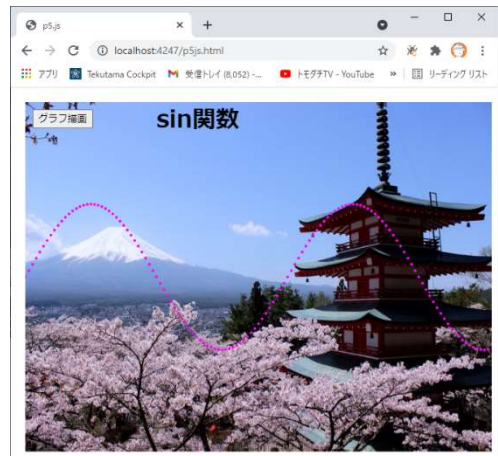 p5.js
localhost:4247/p5js.html
アプリ Tekutama Cockpit 受信トレイ (8,052) -... トモダチTV - YouTube » リーディング リスト
グラフ描画
sin関数